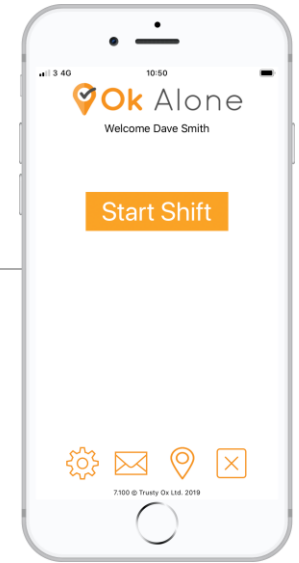 3 4G 10:50
Ok Alone
Welcome Dave Smith
Start Shift
7.100 © Trusty Ox Ltd. 2019